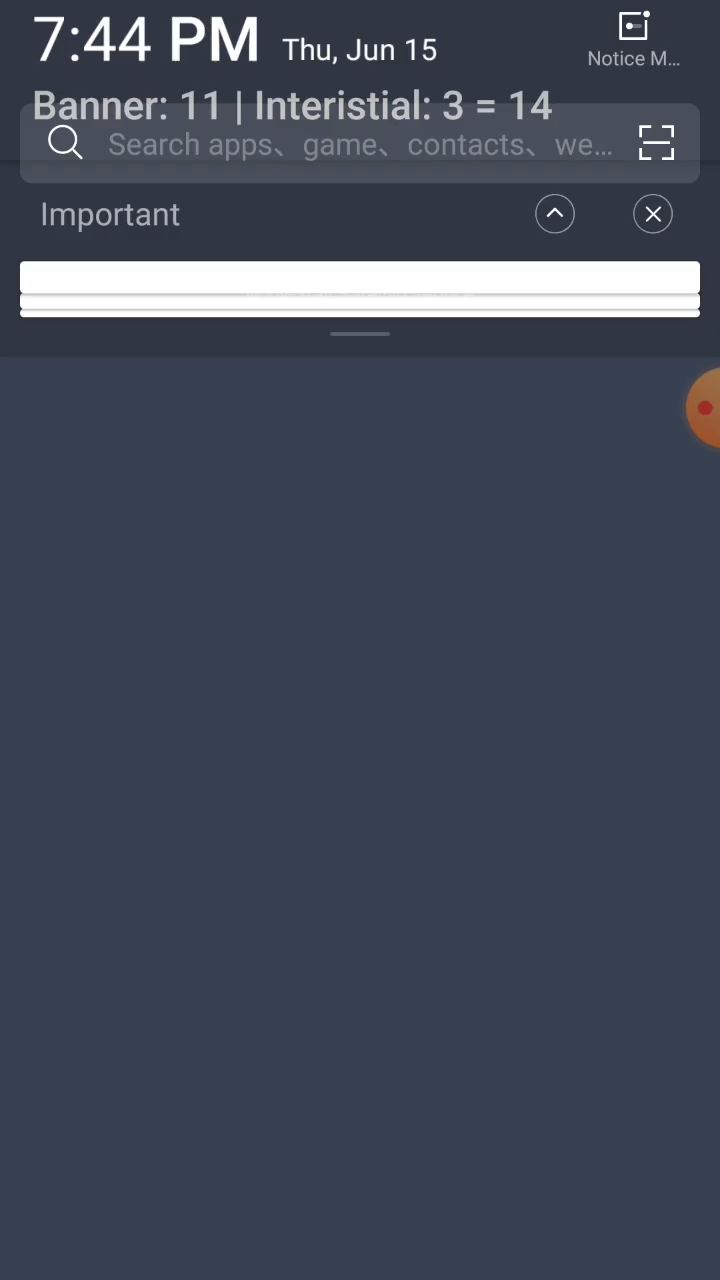 7:44 PM Thu, Jun 15
Notice M...
Banner: 11 | Interistial: 3 = 14
Search apps、 game、 contacts、 we...
Important